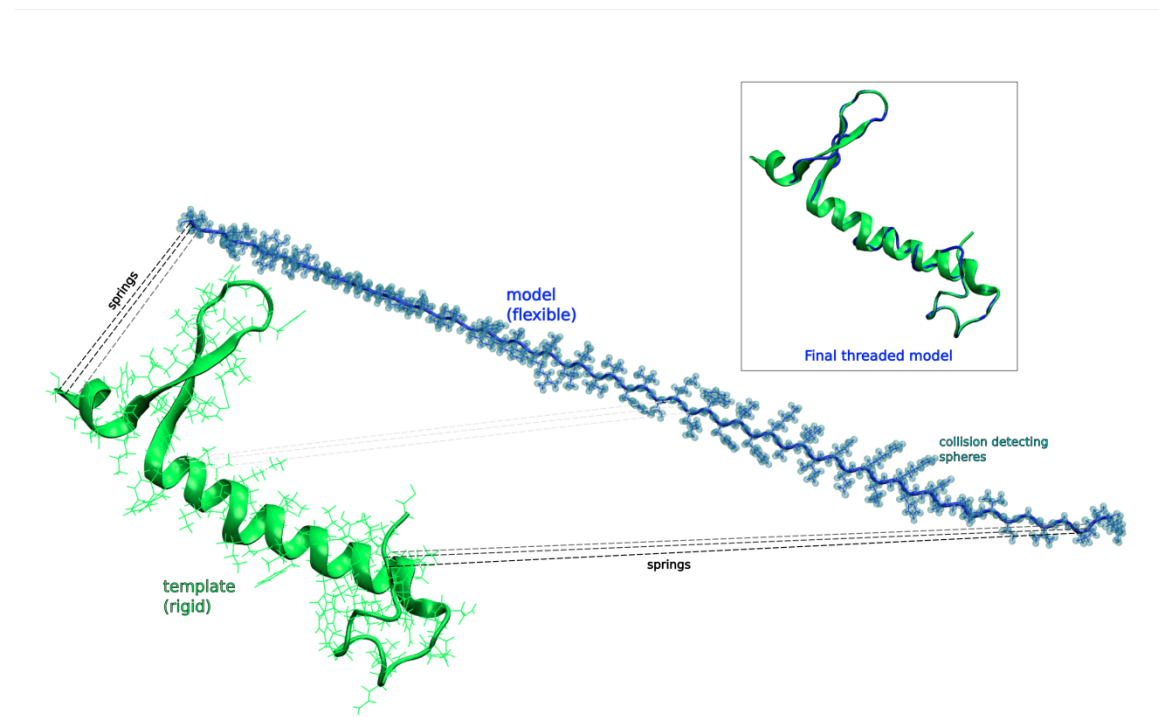 springs
model
(flexible)
Final threaded model
collision detecting
spheres
springs
template
(rigid)